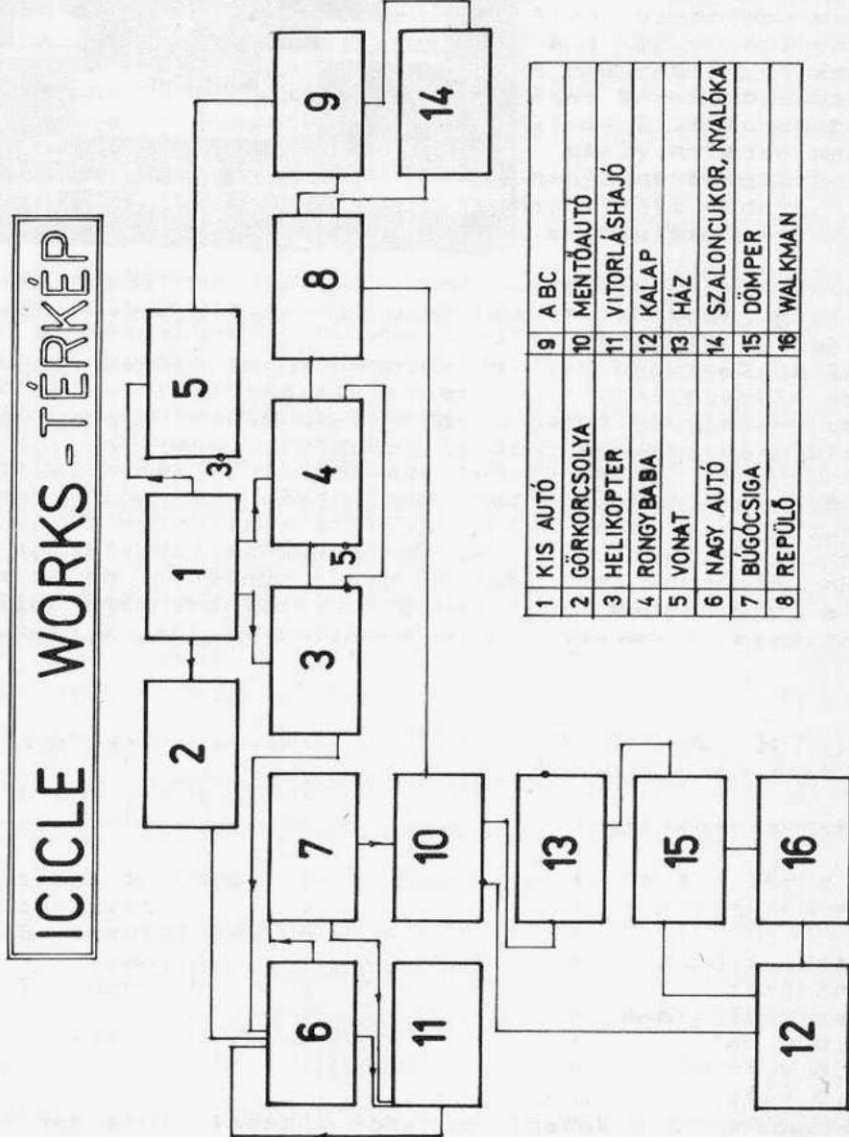 ICICLE WORKS - TÉRKÉP
2 1 5
3.
6 7 3 4 8 9
5.
11 10 14
13
15
12 16
1 KIS AUTÓ 9 ABC
2 GÖRKORCSOLYA 10 MENTŐAUTÓ
3 HELIKOPTER 11 VITORLÁSHAJÓ
4 RONGYBABA 12 KALAP
5 VONAT 13 HÁZ
6 NAGY AUTÓ 14 SZALONCUKOR, NYALÓKA
7 BÚGÓCSIGA 15 DÖMPER
8 REPÜLŐ 16 WALKMAN